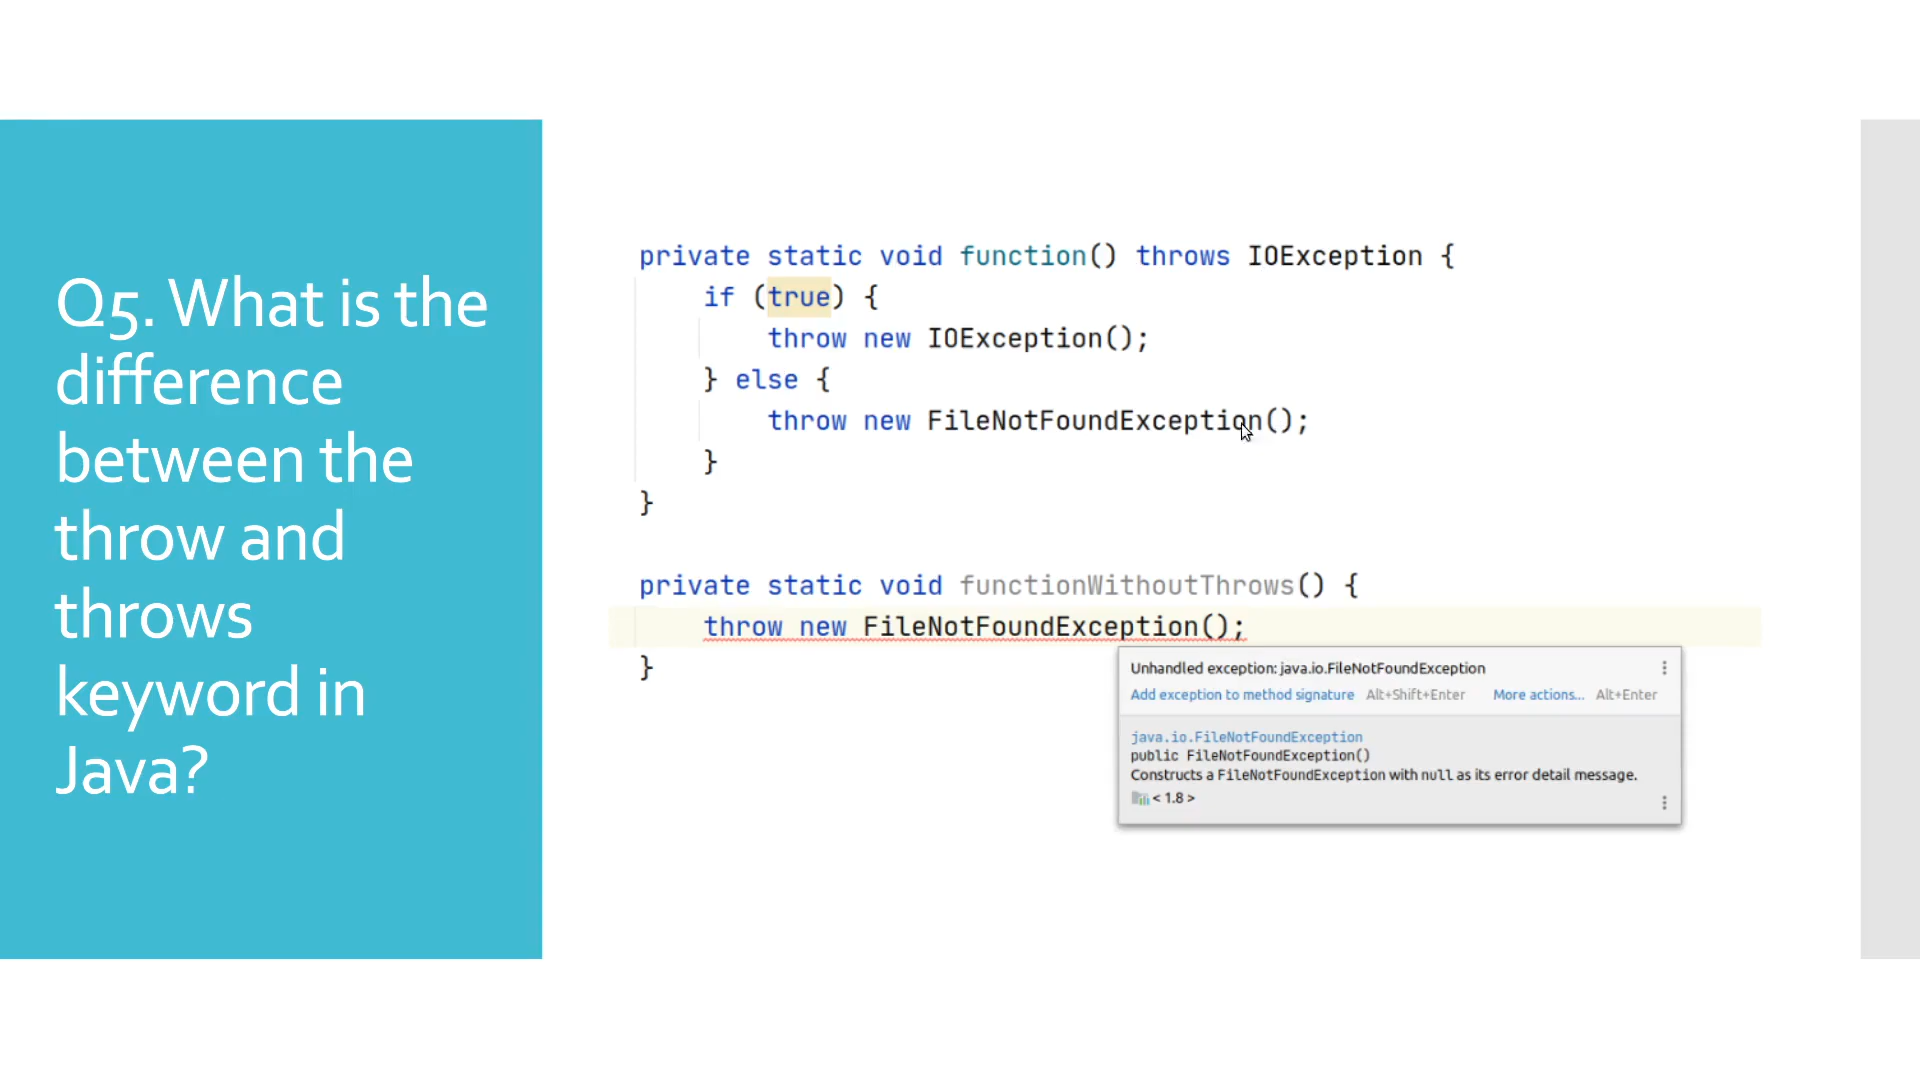 Q5. What is the
difference
between the
throw and
throws
keyword in
Java?
private static void function() throws IOException {
if (true) {
throw new IOException();
} else {
throw new FileNotFoundException();
}
}
private static void functionWithoutThrows() {
throw new FileNotFoundException();
}
Unhandled exception: java.io.FileNotFoundException
Add exception to method signature Alt+Shift+Enter More actions... Alt+Enter
java.io.FileNotFoundException
public FileNotFoundException()
Constructs a FileNotFoundException with null as its error detail message.
< 1.8 >